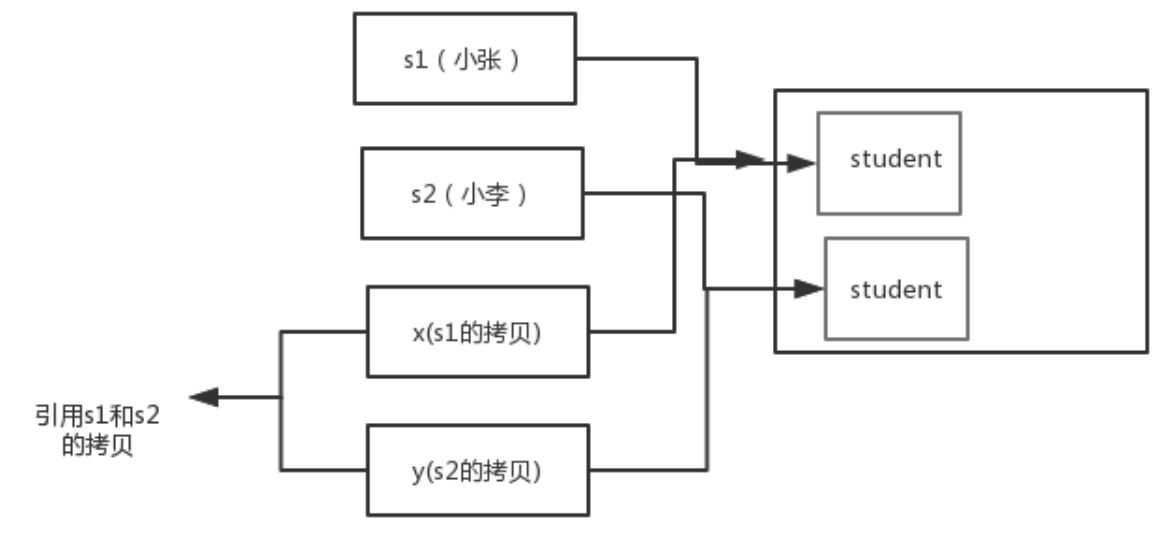 s1（小张）
student
s2（小李）
student
x(s1的拷贝)
引用s1和s2
的拷贝
y(s2的拷贝)